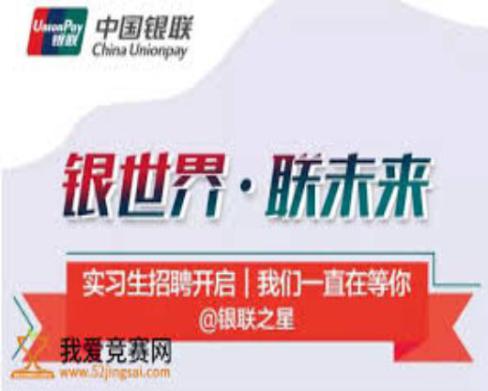 UnionPay
银联
中国银联
China Unionpay
银世界·联未来
实习生招聘开启|我们一直在等你
@银联之星
我爱竞赛网
www.52jingsai.com